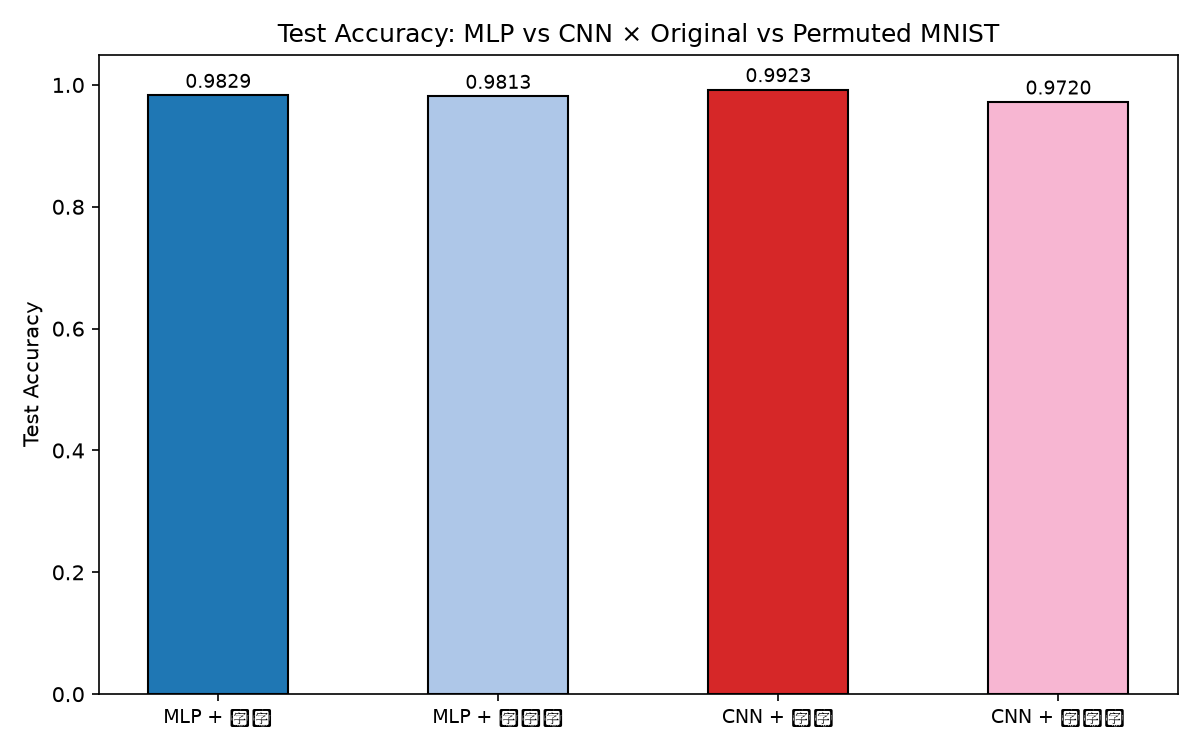 Test Accuracy: MLP vs CNN × Original vs Permuted MNIST
0.9829
0.9813
0.9923
0.9720
1.0
0.8
0.6
0.4
0.2
0.0
Test Accuracy
MLP +
MLP +
CNN +
CNN +